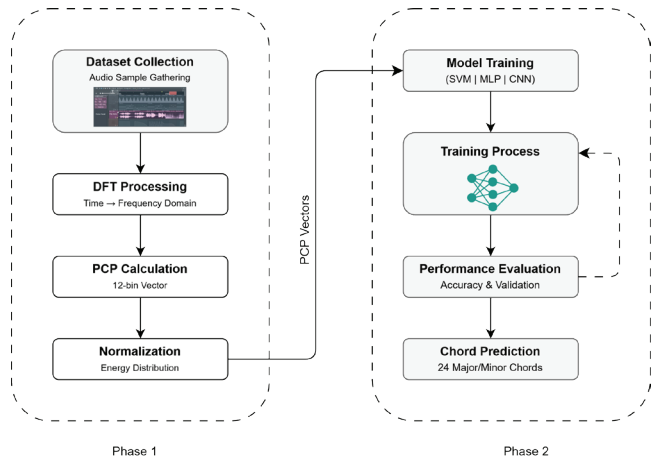 Dataset Collection
Audio Sample Gathering
DFT Processing
Time → Frequency Domain
PCP Calculation
12-bin Vector
Normalization
Energy Distribution
Phase 1
PCP Vectors
Model Training
(SVM | MLP | CNN)
Training Process
Performance Evaluation
Accuracy & Validation
Chord Prediction
24 Major/Minor Chords
Phase 2